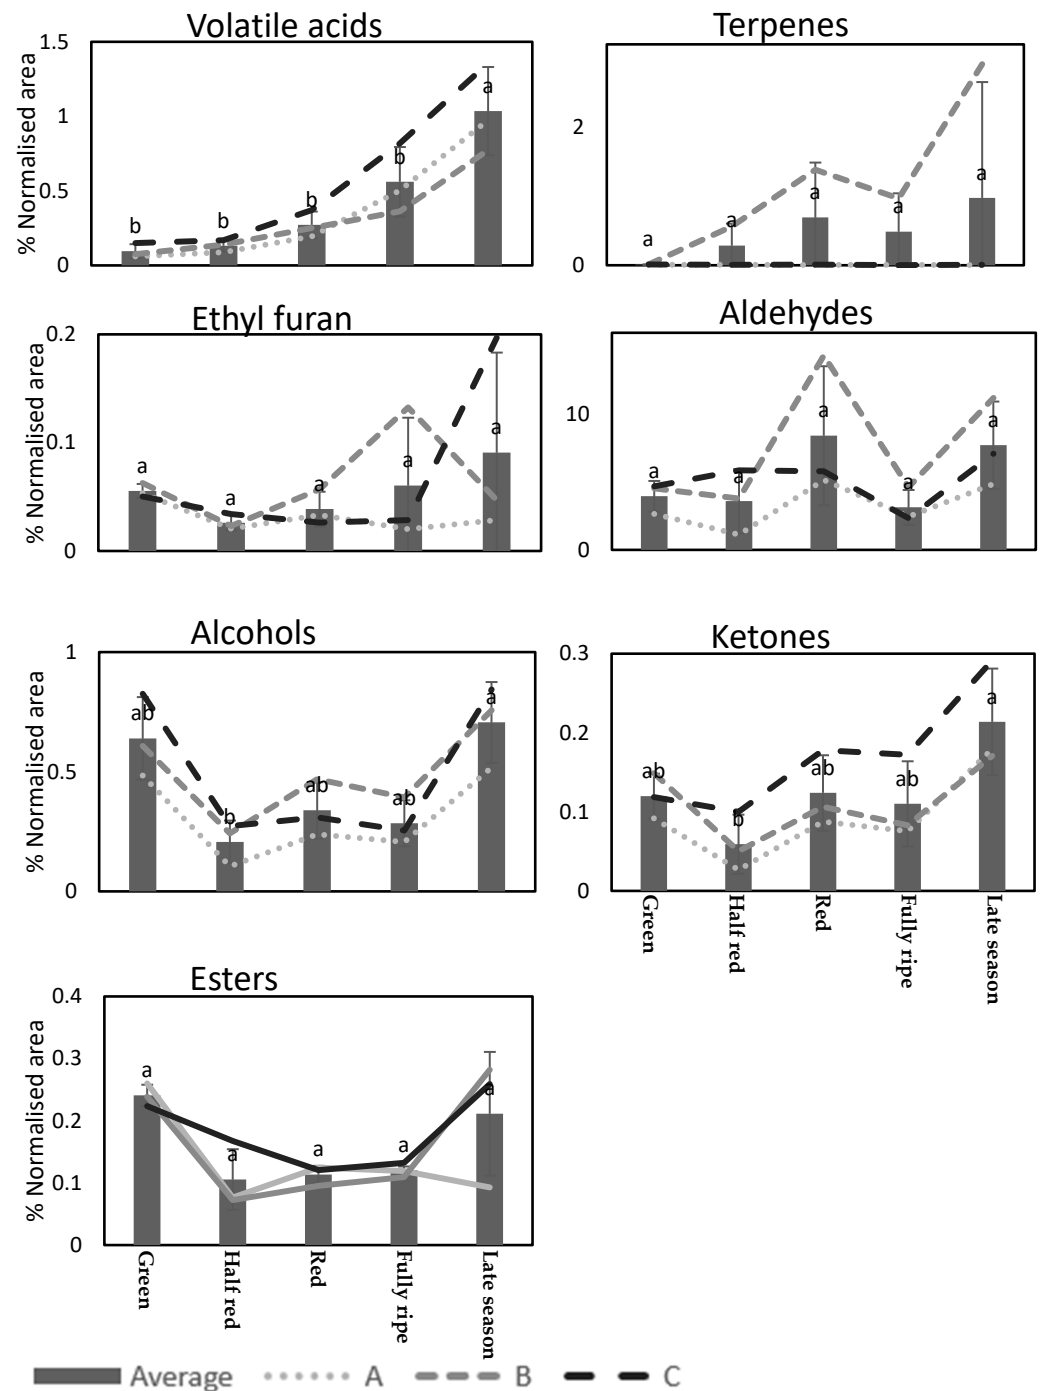 Volatile acids
% Normalised area
1.5
1
0.5
0
b
b
b
b
a
Terpenes
2
0
a
a
a
a
a
Ethyl furan
% Normalised area
0.2
0.1
0
a
a
a
a
a
Aldehydes
10
0
a
a
a
a
a
Alcohols
% Normalised area
1
0.5
0
ab
b
ab
ab
a
Ketones
0.3
0.2
0.1
0
ab
b
ab
ab
a
Green
Half red
Red
Fully ripe
Late season
Esters
% Normalised area
0.4
0.3
0.2
0.1
0
a
a
a
a
a
Green
Half red
Red
Fully ripe
Late season
Average A B C